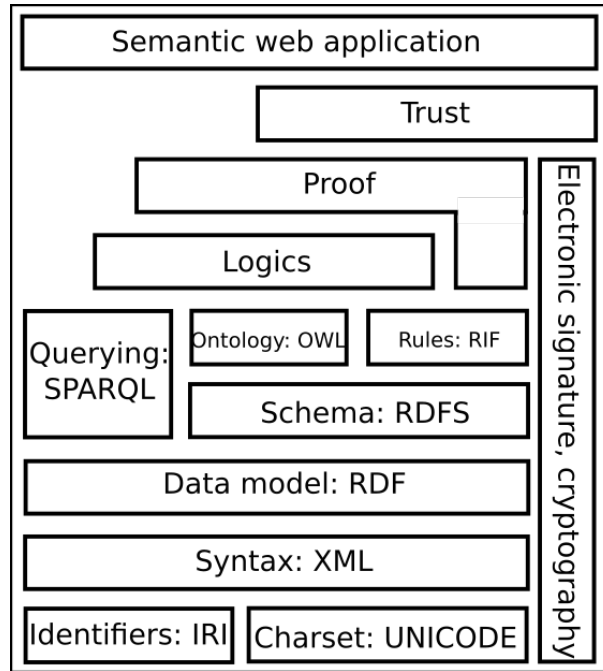 Semantic web application
Trust
Proof
Logics
Querying:
SPARQL
Ontology: OWL
Rules: RIF
Schema: RDFS
Data model: RDF
Syntax: XML
Identifiers: IRI
Charset: UNICODE
Electronic signature, cryptography